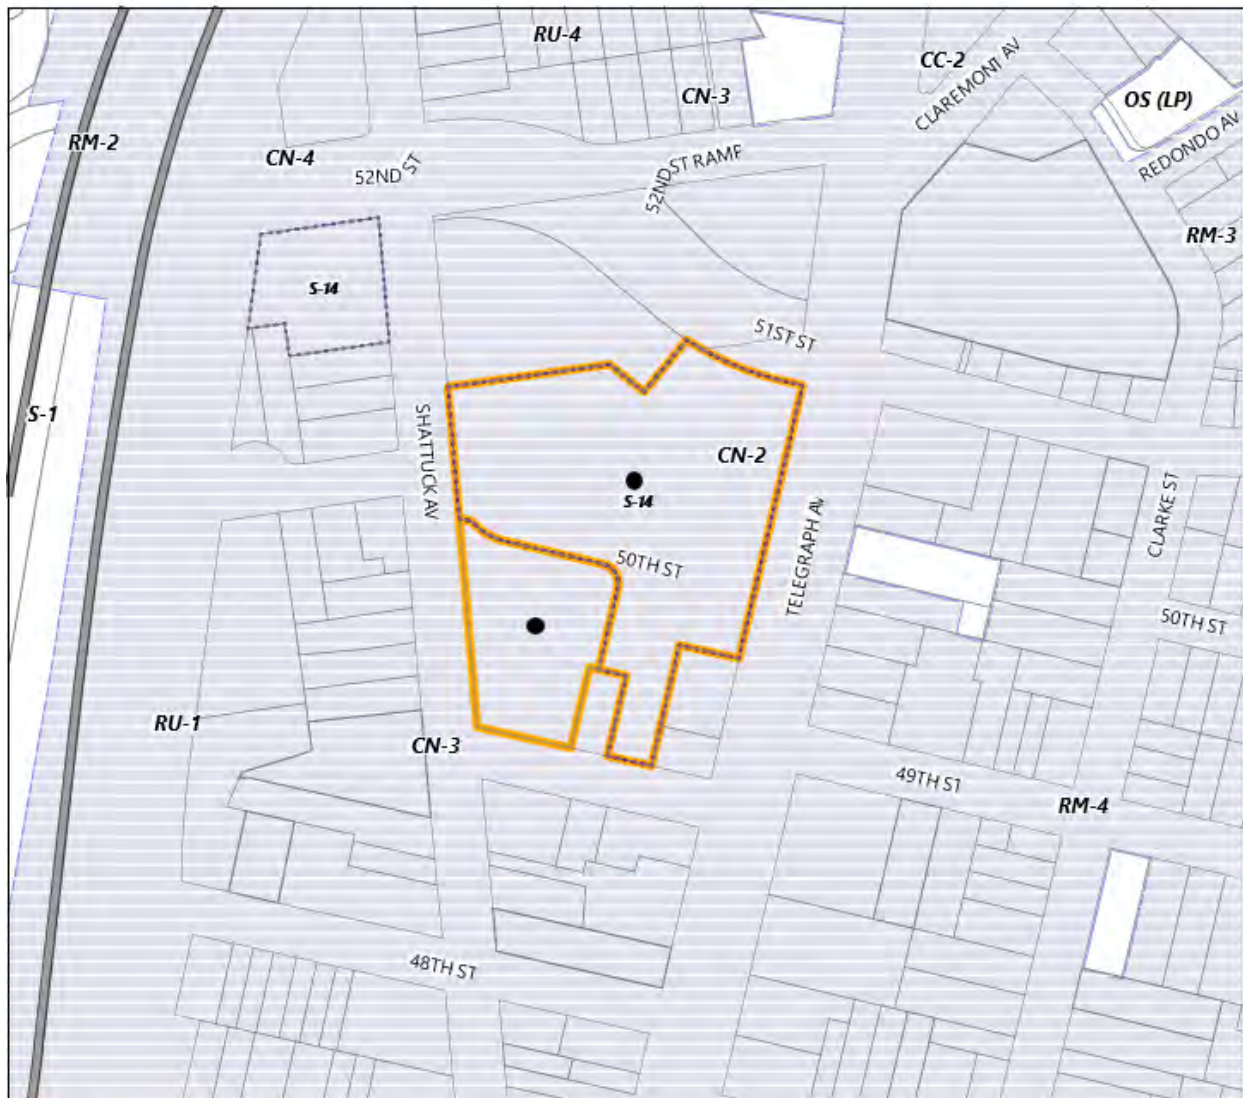 RU-4
CC-2
CLAREMONT AV
CN-3
OS (LP)
RM-2
REDONDO AV
CN-4
52ND ST
52ND ST RAMP
RM-3
S-14
51ST ST
S-1
SHATTUCK AV
CN-2
S-14
CLARKE ST
TELEGRAPH AV
50TH ST
50TH ST
RU-1
CN-3
49TH ST
RM-4
48TH ST